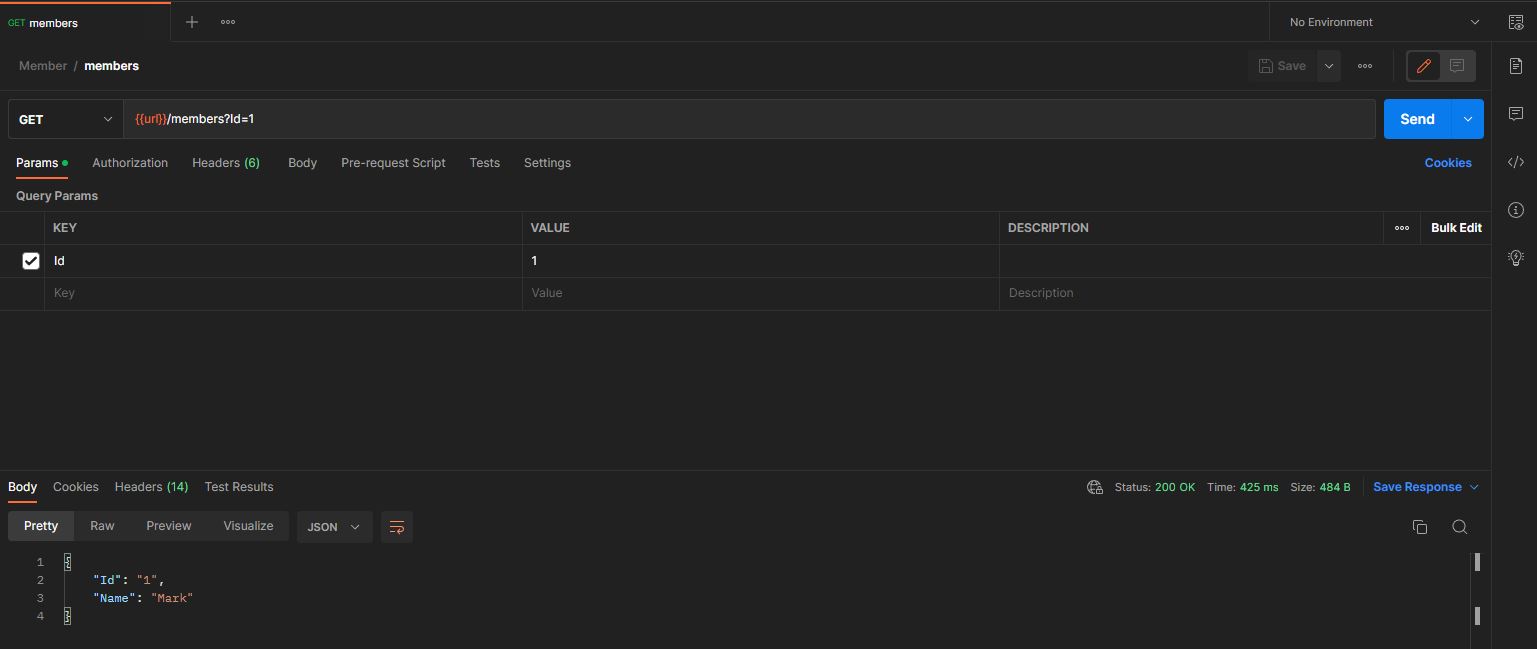 GET members
No Environment
Member / members
Save
GET {{url}}/members?Id=1 Send
Params Authorization Headers (6) Body Pre-request Script Tests Settings Cookies
Query Params
KEY VALUE DESCRIPTION Bulk Edit
Id 1
Key Value Description
Body Cookies Headers (14) Test Results Status: 200 OK Time: 425 ms Size: 484 B Save Response
Pretty Raw Preview Visualize JSON
1 {
2 "Id": "1",
3 "Name": "Mark"
4 }